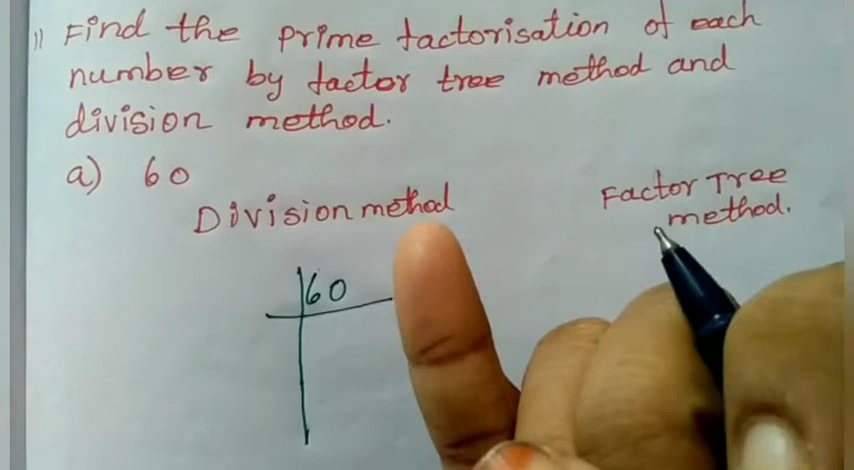 1) Find the prime factorisation of each
number by factor tree method and
division method.
a) 60
Division method
Factor Tree
method.
60